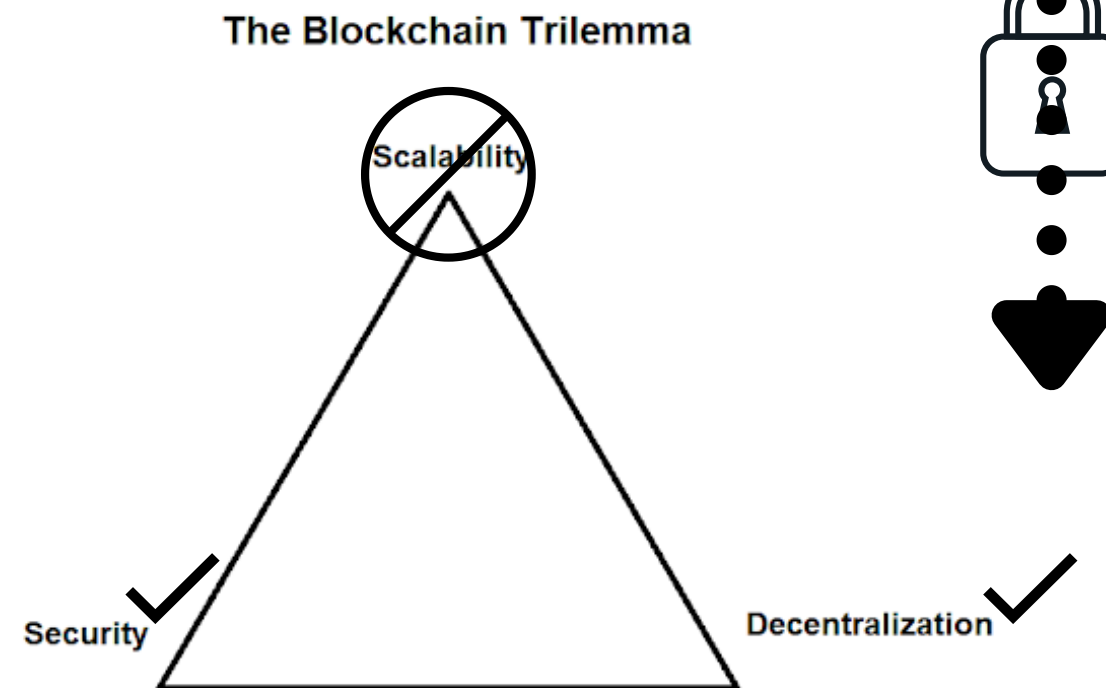 The Blockchain Trilemma
Scalability
Security
Decentralization